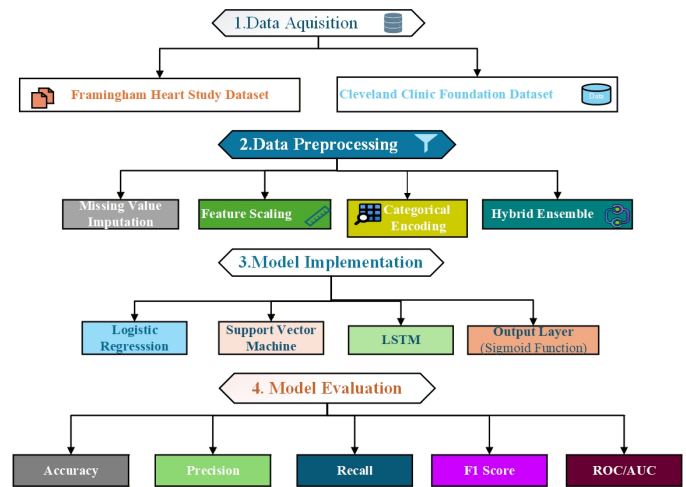 1.Data Aquisition
Framingham Heart Study Dataset
Cleveland Clinic Foundation Dataset
Data
2.Data Preprocessing
Missing Value
Imputation
Feature Scaling
Categorical
Encoding
Hybrid Ensemble
3.Model Implementation
Logistic
Regresssion
Support Vector
Machine
LSTM
Output Layer
(Sigmoid Function)
4. Model Evaluation
Accuracy
Precision
Recall
F1 Score
ROC/AUC